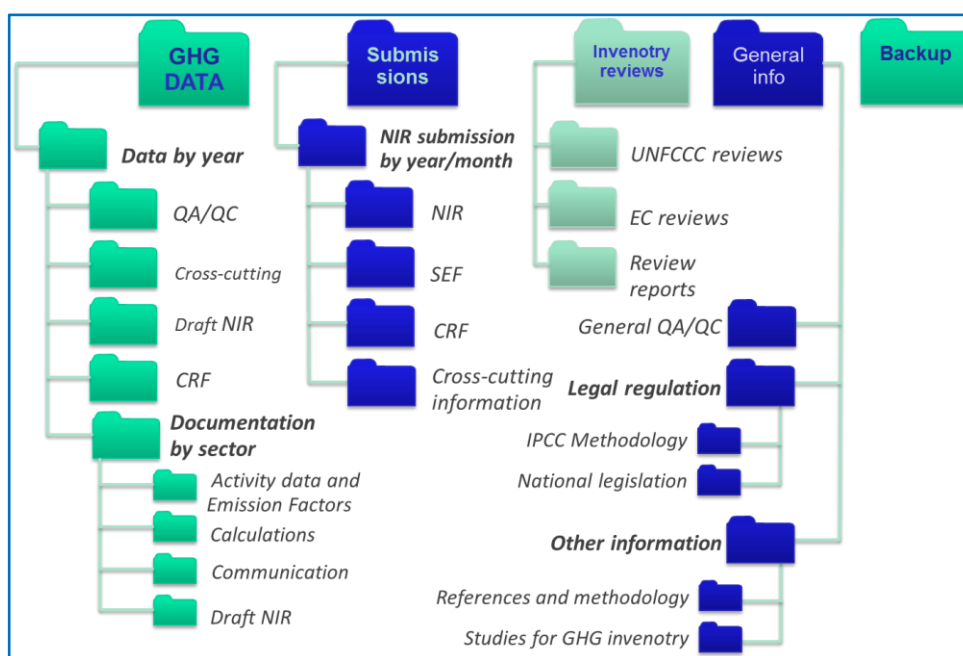 GHG
DATA
Submis
sions
Invenotry
reviews
General
info
Backup
Data by year
QA/QC
Cross-cutting
Draft NIR
CRF
Documentation
by sector
Activity data and
Emission Factors
Calculations
Communication
Draft NIR
NIR submission
by year/month
NIR
SEF
CRF
Cross-cutting
information
UNFCCC reviews
EC reviews
Review
reports
General QA/QC
Legal regulation
IPCC Methodology
National legislation
Other information
References and methodology
Studies for GHG invenotry